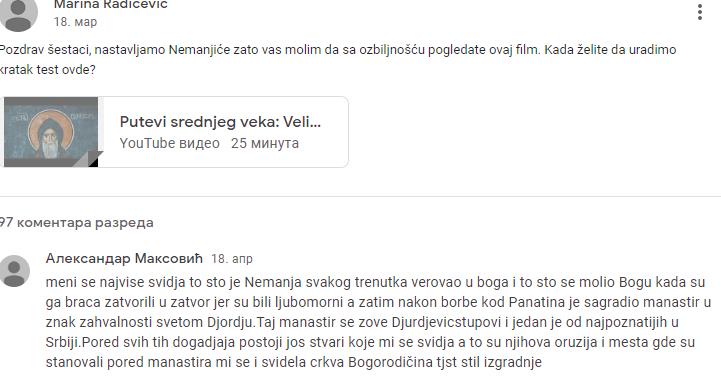 Marina Radičević
18. мар
Pozdrav šestaci, nastavljamo Nemanjiće zato vas molim da sa ozbiljnošću pogledate ovaj film. Kada želite da uradimo
kratak test ovde?
Putevi srednjeg veka: Veli...
YouTube видео 25 минута
97 коментара разреда
Александар Максовић 18. апр
meni se najvise svidja to sto je Nemanja svakog trenutka verovao u boga i to sto se molio Bogu kada su
ga braca zatvorili u zatvor jer su bili ljubomorni a zatim nakon borbe kod Panatina je sagradio manastir u
znak zahvalnosti svetom Djordju.Taj manastir se zove Djurdjevicstupovi i jedan je od najpoznatijih u
Srbiji.Pored svih tih dogadjaja postoji jos stvari koje mi se svidja a to su njihova oruzija i mesta gde su
stanovali pored manastira mi se i svidela crkva Bogorodičina tjst stil izgradnje